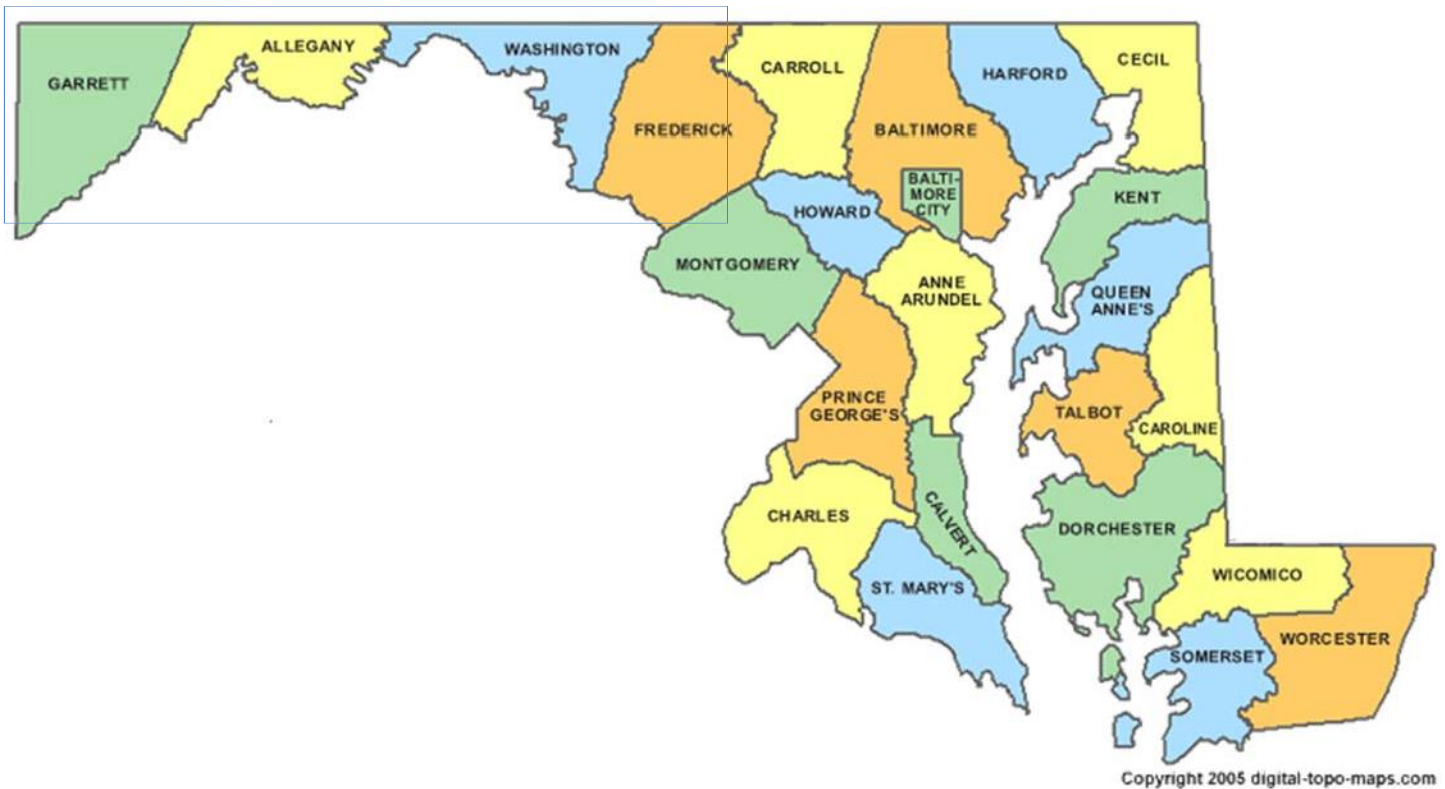 GARRETT
ALLEGANY
WASHINGTON
FREDERICK
CARROLL
BALTIMORE
HARFORD
CECIL
BALTI-
MORE
CITY
KENT
HOWARD
MONTGOMERY
ANNE
ARUNDEL
QUEEN
ANNE'S
PRINCE
GEORGE'S
TALBOT
CAROLINE
CHARLES
CALVERT
DORCHESTER
ST. MARY'S
WICOMICO
WORCESTER
SOMERSET
Copyright 2005 digital-topo-maps.com